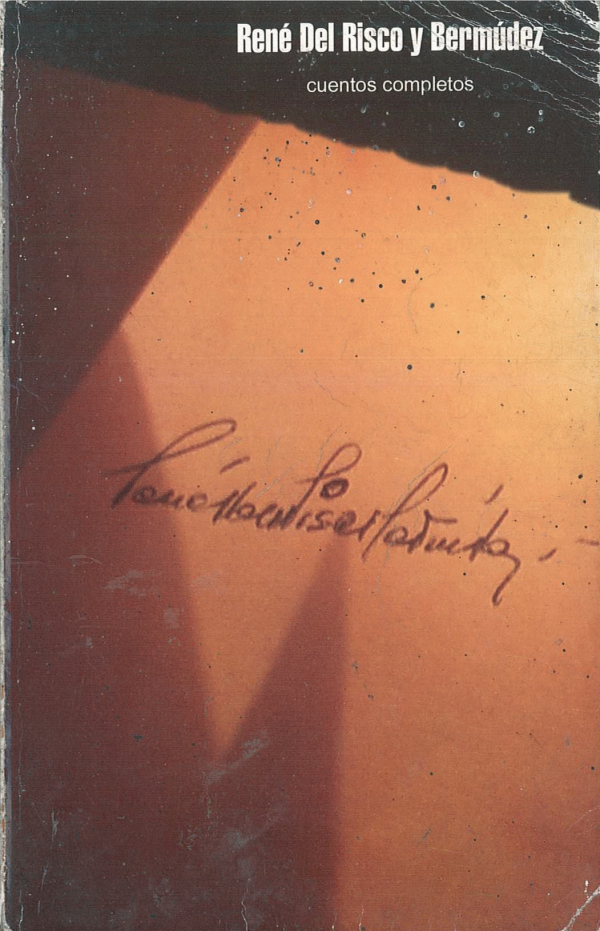 René Del Risco y Bermúdez
cuentos completos